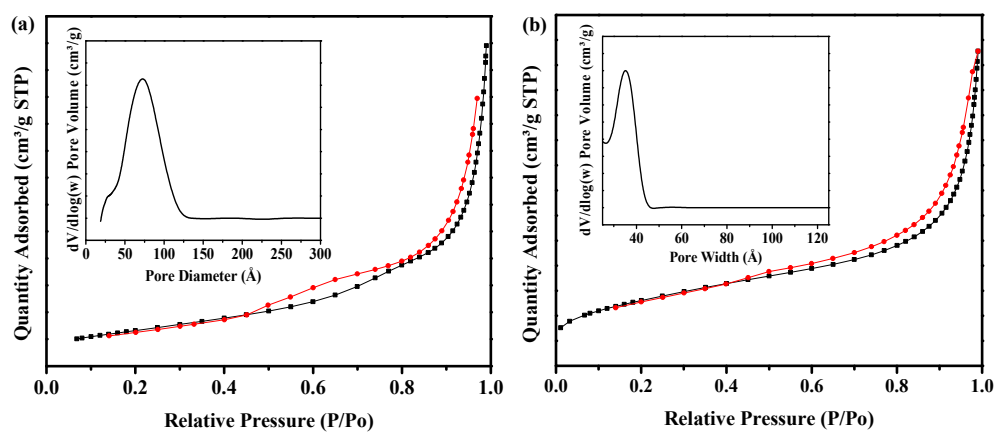 (a)
Quantity Adsorbed (cm³/g STP)
dV/dlog(w) Pore Volume (cm³/g)
0 50 100 150 200 250 300
Pore Diameter (Å)
0.0 0.2 0.4 0.6 0.8 1.0
Relative Pressure (P/Po)
(b)
Quantity Adsorbed (cm³/g STP)
dV/dlog(w) Pore Volume (cm³/g)
40 60 80 100 120
Pore Width (Å)
0.0 0.2 0.4 0.6 0.8 1.0
Relative Pressure (P/Po)